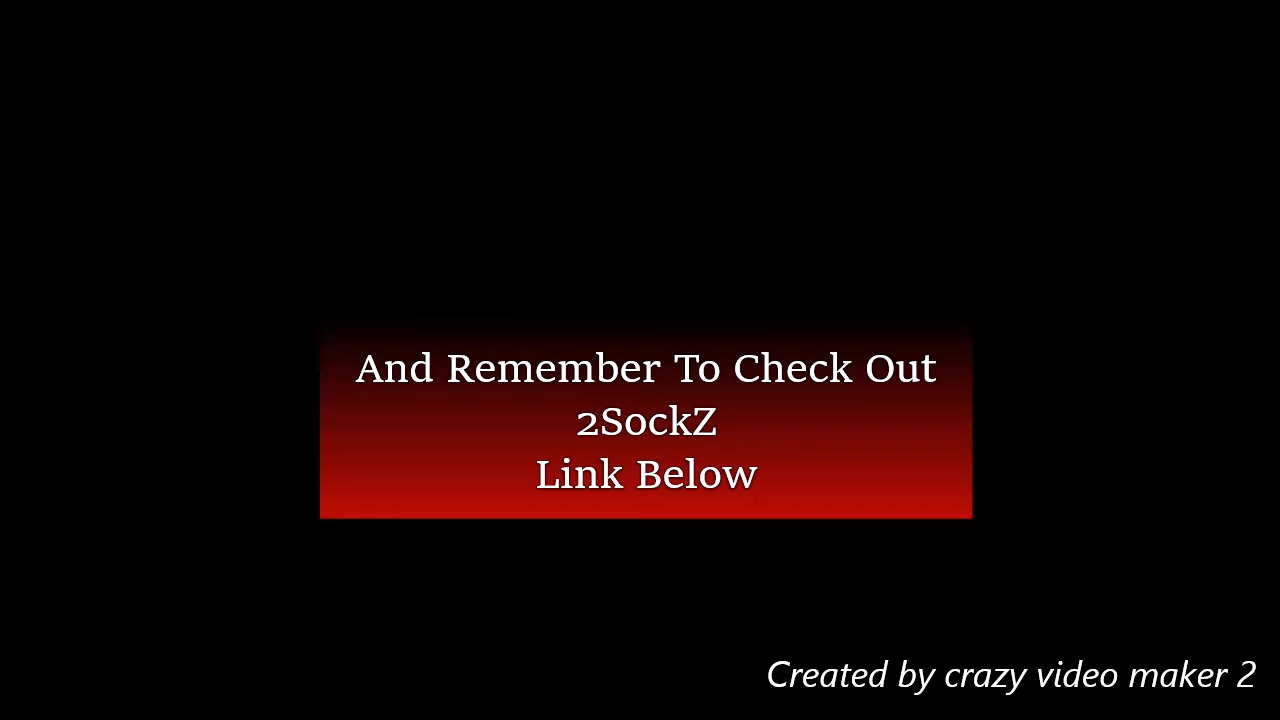 And Remember To Check Out
2SockZ
Link Below
Created by crazy video maker 2